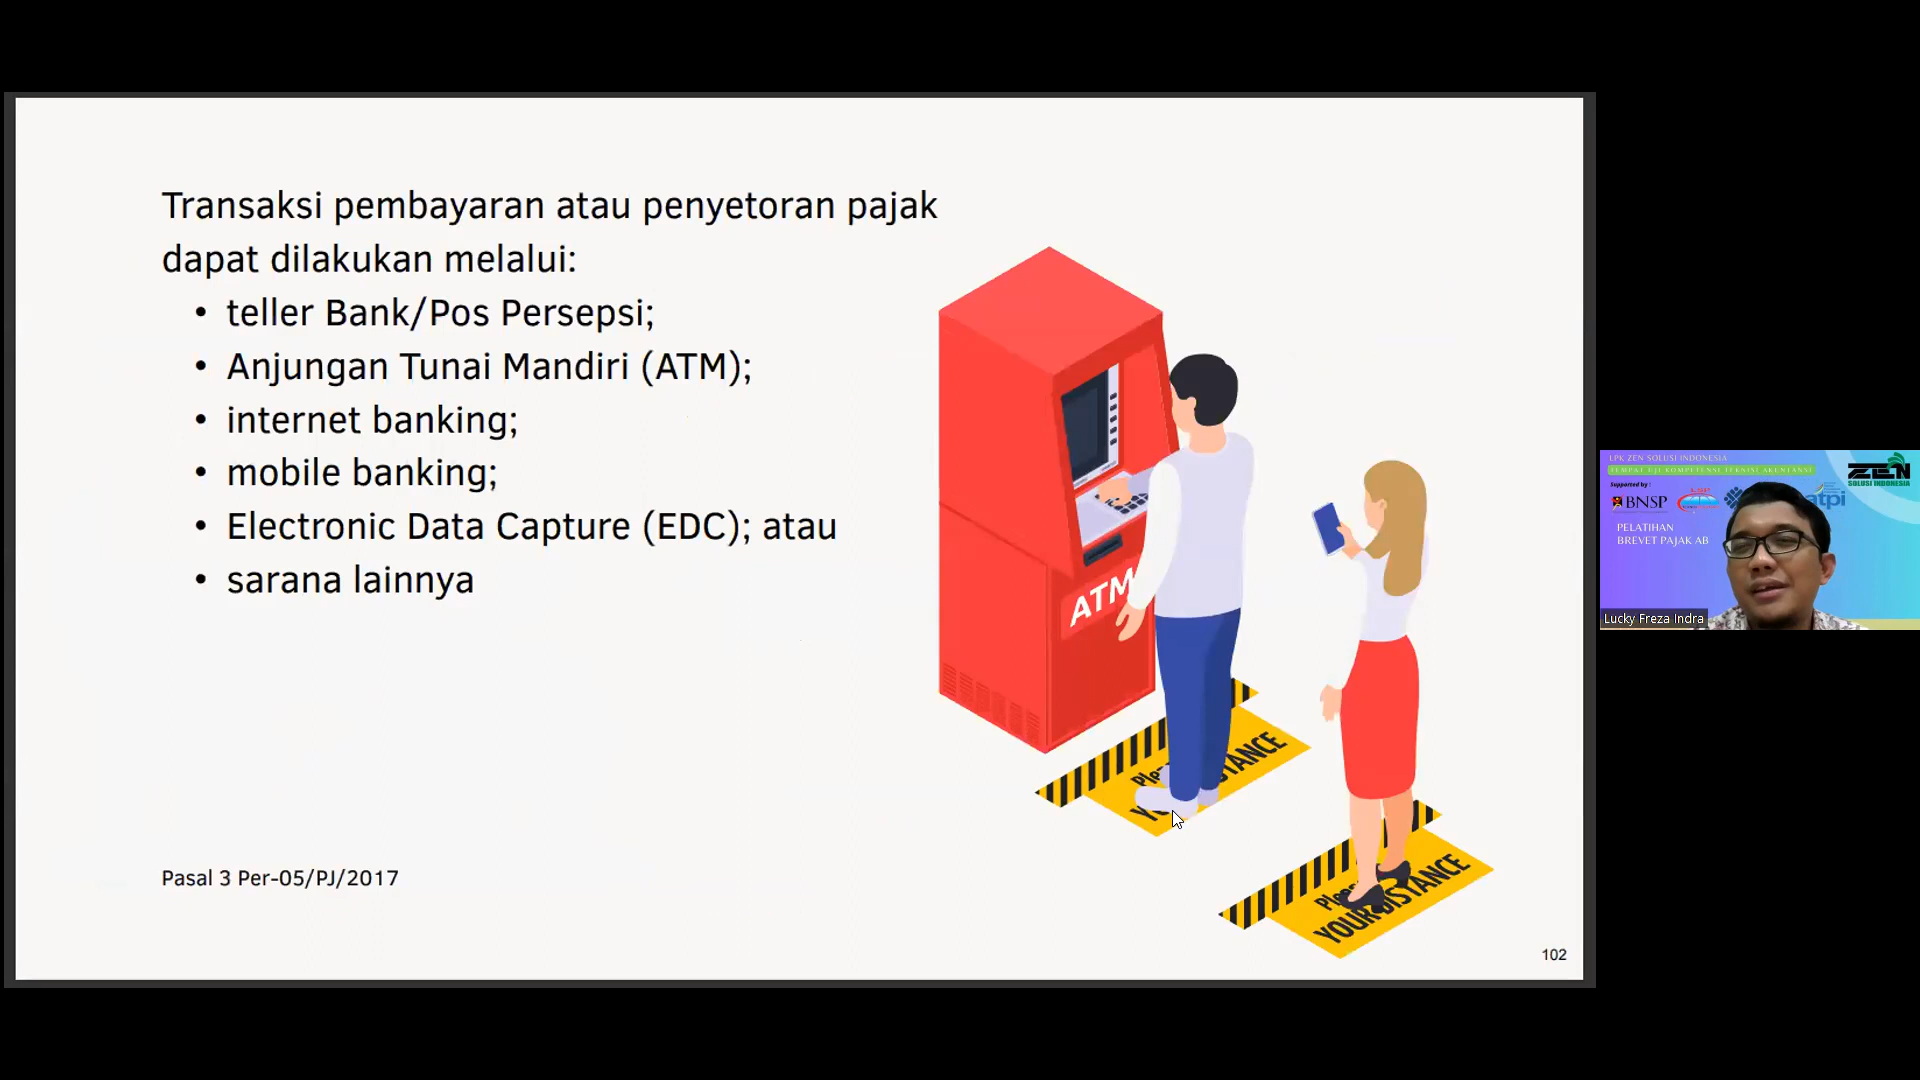 Transaksi pembayaran atau penyetoran pajak
dapat dilakukan melalui:
• teller Bank/Pos Persepsi;
• Anjungan Tunai Mandiri (ATM);
• internet banking;
• mobile banking;
• Electronic Data Capture (EDC); atau
• sarana lainnya
ATM
YOUR DISTANCE
Pasal 3 Per-05/PJ/2017
102
LPK ZEN SOLUSI INDONESIA
TEMPAT UJI KOMPETENSI TEKNISI AKUNTANSI
Supported by :
ZEN
SOLUSI INDONESIA
BNSP
atpi
PELATIHAN
BREVET PAJAK AB
Lucky Freza Indra